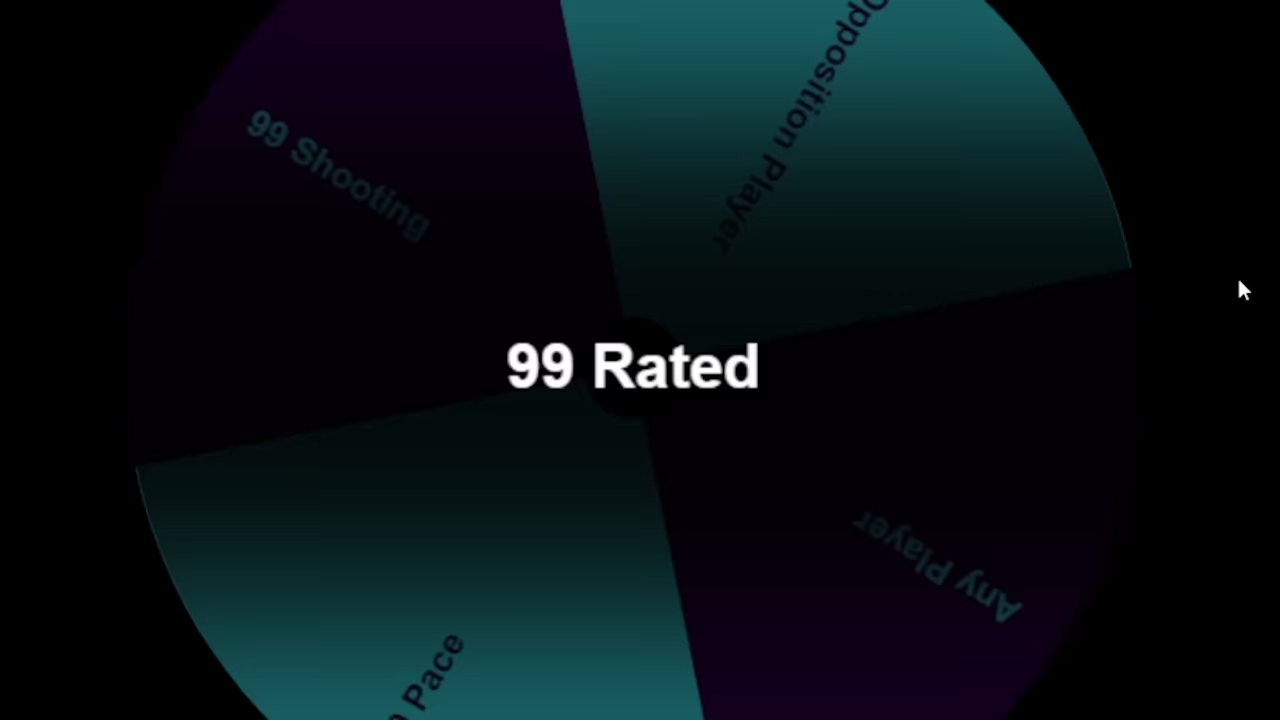 Opposition Player
99 Shooting
99 Rated
Any Player
Pace